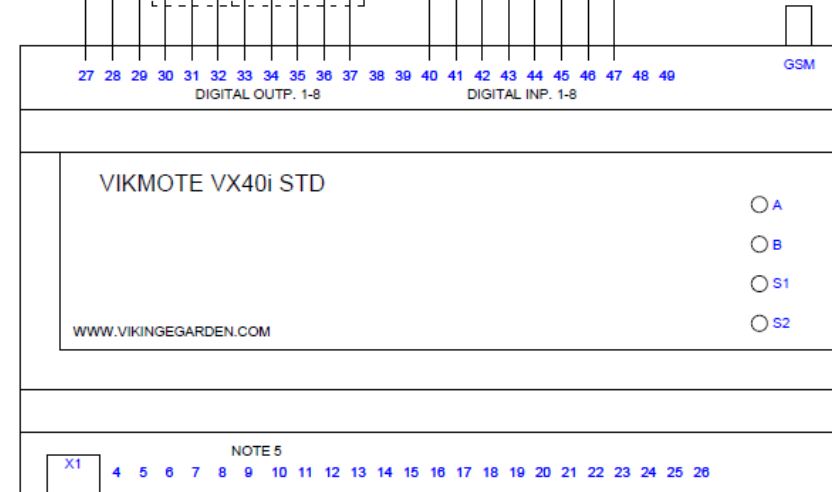 GSM
27 28 29 30 31 32 33 34 35 36 37 38 39 40 41 42 43 44 45 46 47 48 49
DIGITAL OUTP. 1-8 DIGITAL INP. 1-8
VIKMOTE VX40i STD
A
B
S1
S2
WWW.VIKINGEGARDEN.COM
NOTE 5
X1 4 5 6 7 8 9 10 11 12 13 14 15 16 17 18 19 20 21 22 23 24 25 26